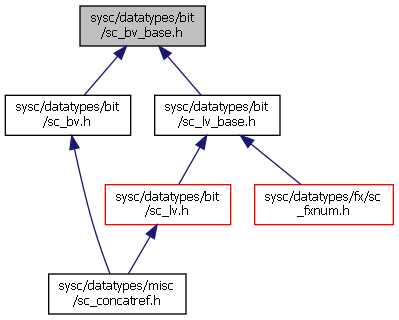 sysc/datatypes/bit
/sc_bv_base.h
sysc/datatypes/bit
/sc_bv.h
sysc/datatypes/bit
/sc_lv_base.h
sysc/datatypes/bit
/sc_lv.h
sysc/datatypes/fx/sc
_fxnum.h
sysc/datatypes/misc
/sc_concatref.h